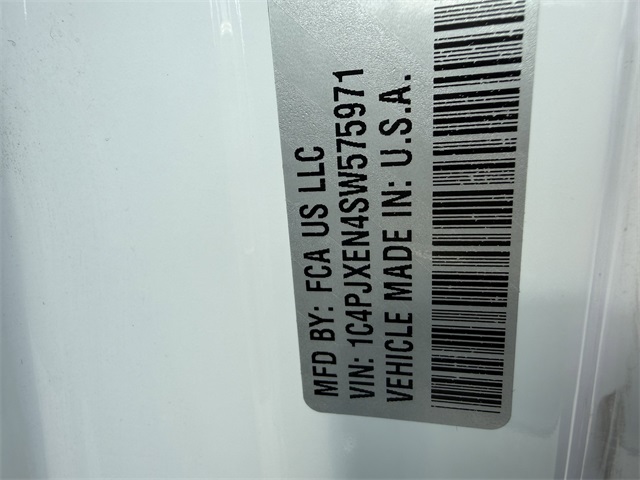 MFD BY: FCA US LLC
VIN: 1C4PJXEN4SW575971
VEHICLE MADE IN: U.S.A.